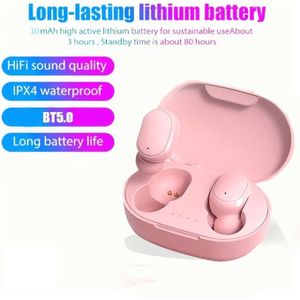 Long-lasting lithium battery
30mAh high active lithium battery for sustainable useAbout
3 hours , Standby time is about 80 hours
HiFi sound quality
IPX4 waterproof
BT5.0
Long battery life